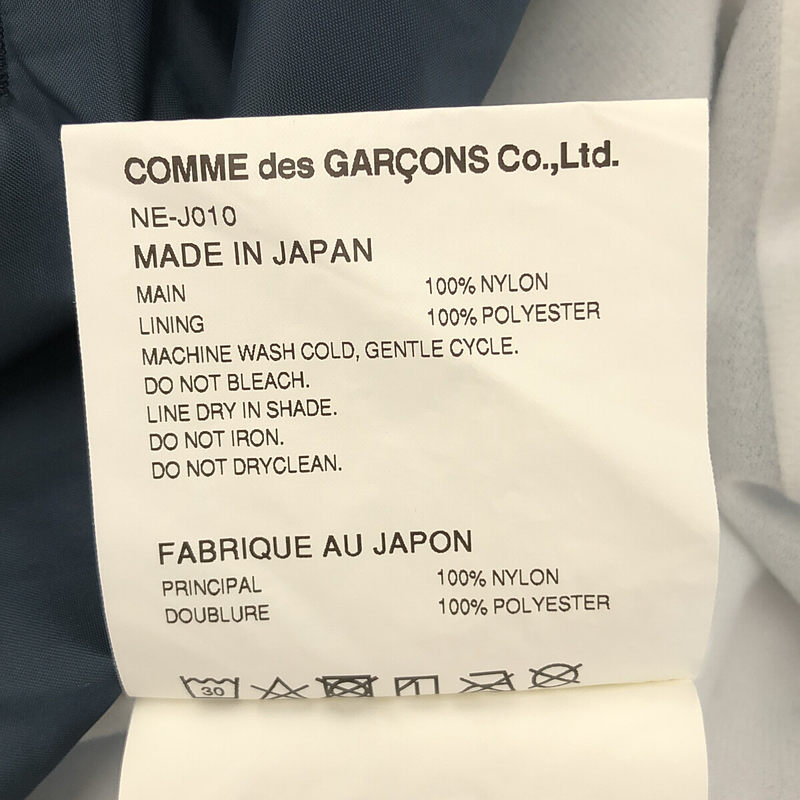 COMME des GARÇONS Co.,Ltd.
NE-J010
MADE IN JAPAN
MAIN 100% NYLON
LINING 100% POLYESTER
MACHINE WASH COLD, GENTLE CYCLE.
DO NOT BLEACH.
LINE DRY IN SHADE.
DO NOT IRON.
DO NOT DRYCLEAN.
FABRIQUE AU JAPON
PRINCIPAL 100% NYLON
DOUBLURE 100% POLYESTER
30